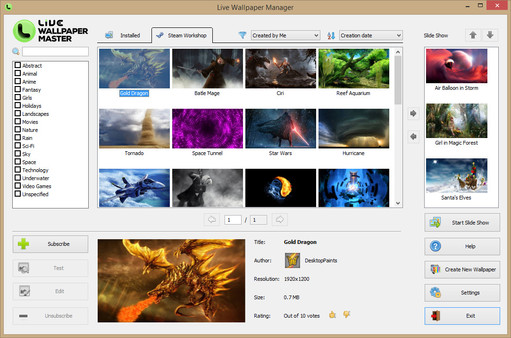 Live Wallpaper Manager
LIVE
WALLPAPER
MASTER
Installed
Steam Workshop
Created by Me
Creation date
Slide Show
Abstract
Animal
Anime
Fantasy
Girls
Holidays
Landscapes
Movies
Nature
Rain
Sci-Fi
Sky
Space
Technology
Underwater
Video Games
Unspecified
Gold Dragon
Batle Mage
Ciri
Reef Aquarium
Tornado
Space Tunnel
Star Wars
Hurricane
Air Balloon in Storm
Girl in Magic Forest
Santa's Elves
1 / 1
Subscribe
Test
Edit
Unsubscribe
Title: Gold Dragon
Author: DesktopPaints
Resolution: 1920x1200
Size: 0.7 MB
Rating: Out of 10 votes
Start Slide Show
Help
Create New Wallpaper
Settings
Exit